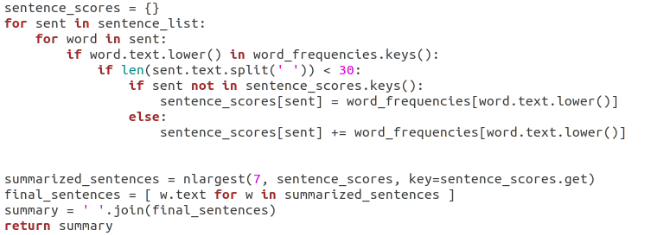 sentence_scores = {}
for sent in sentence_list:
    for word in sent:
        if word.text.lower() in word_frequencies.keys():
            if len(sent.text.split(' ')) < 30:
                if sent not in sentence_scores.keys():
                    sentence_scores[sent] = word_frequencies[word.text.lower()]
                else:
                    sentence_scores[sent] += word_frequencies[word.text.lower()]
summarized_sentences = nlargest(7, sentence_scores, key=sentence_scores.get)
final_sentences = [ w.text for w in summarized_sentences ]
summary = ' '.join(final_sentences)
return summary